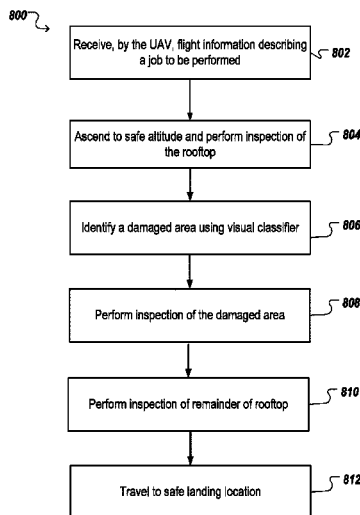 800
Receive, by the UAV, flight information describing
a job to be performed
802
Ascend to safe altitude and perform inspection of
the rooftop
804
Identify a damaged area using visual classifier
806
Perform inspection of the damaged area
808
Perform inspection of remainder of rooftop
810
Travel to safe landing location
812